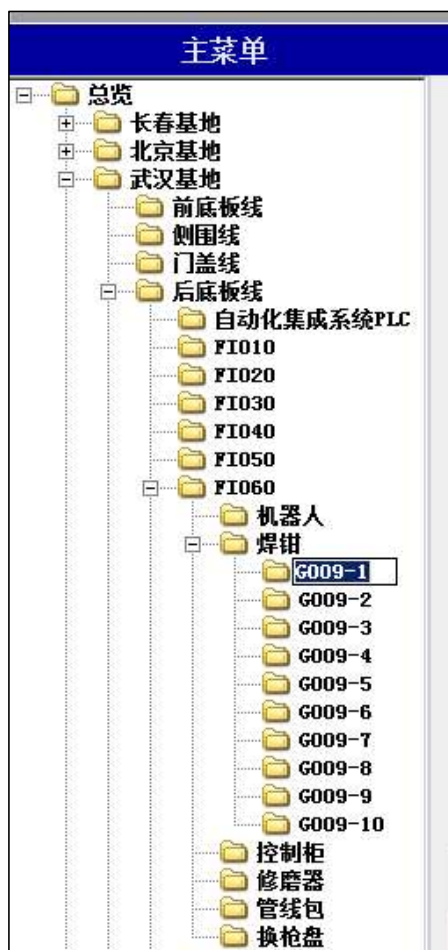 主菜单
总览
长春基地
北京基地
武汉基地
前底板线
侧围线
门盖线
后底板线
自动化集成系统PLC
FI010
FI020
FI030
FI040
FI050
FI060
机器人
焊钳
G009-1
G009-2
G009-3
G009-4
G009-5
G009-6
G009-7
G009-8
G009-9
G009-10
控制柜
修磨器
管线包
换枪盘